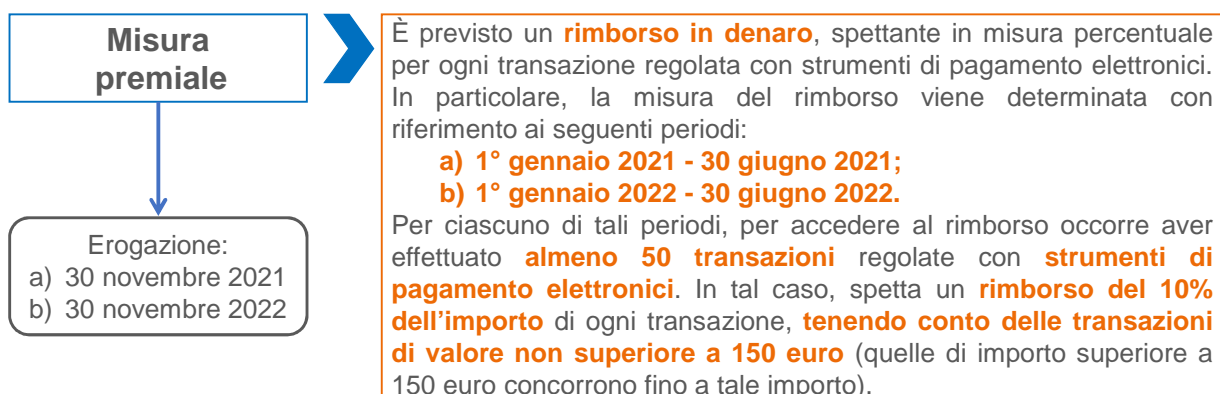 Misura
premiale
È previsto un rimborso in denaro, spettante in misura percentuale
per ogni transazione regolata con strumenti di pagamento elettronici.
In particolare, la misura del rimborso viene determinata con
riferimento ai seguenti periodi:
a) 1° gennaio 2021 - 30 giugno 2021;
b) 1° gennaio 2022 - 30 giugno 2022.
Per ciascuno di tali periodi, per accedere al rimborso occorre aver
effettuato almeno 50 transazioni regolate con strumenti di
pagamento elettronici. In tal caso, spetta un rimborso del 10%
dell’importo di ogni transazione, tenendo conto delle transazioni
di valore non superiore a 150 euro (quelle di importo superiore a
150 euro concorrono fino a tale importo).
Erogazione:
a) 30 novembre 2021
b) 30 novembre 2022